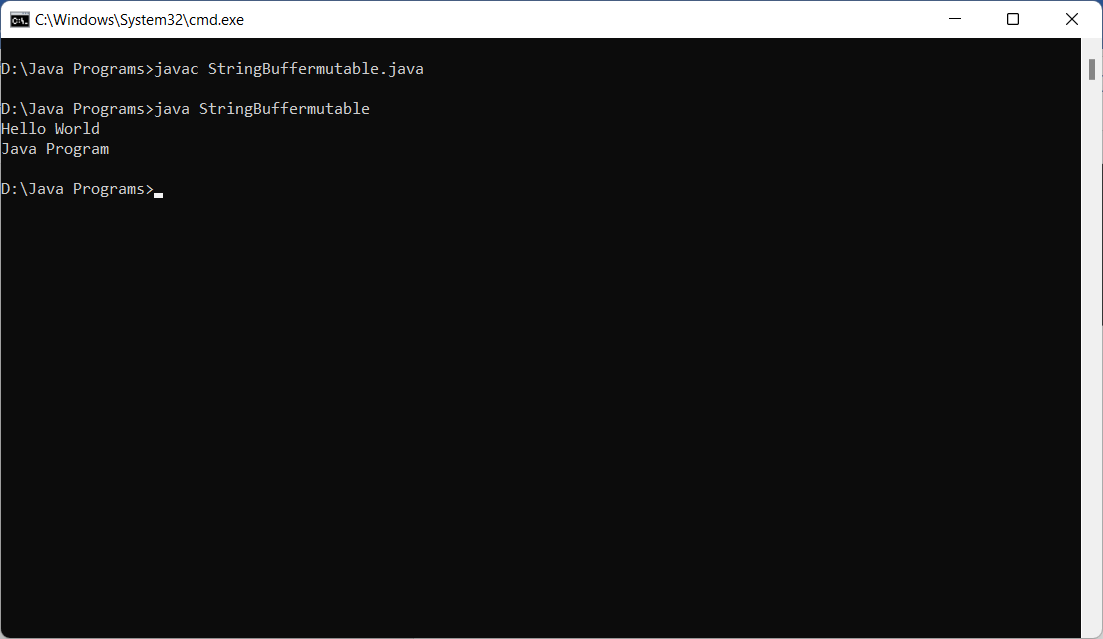 C:\Windows\System32\cmd.exe
D:\Java Programs>javac StringBuffermutable.java
D:\Java Programs>java StringBuffermutable
Hello World
Java Program
D:\Java Programs>